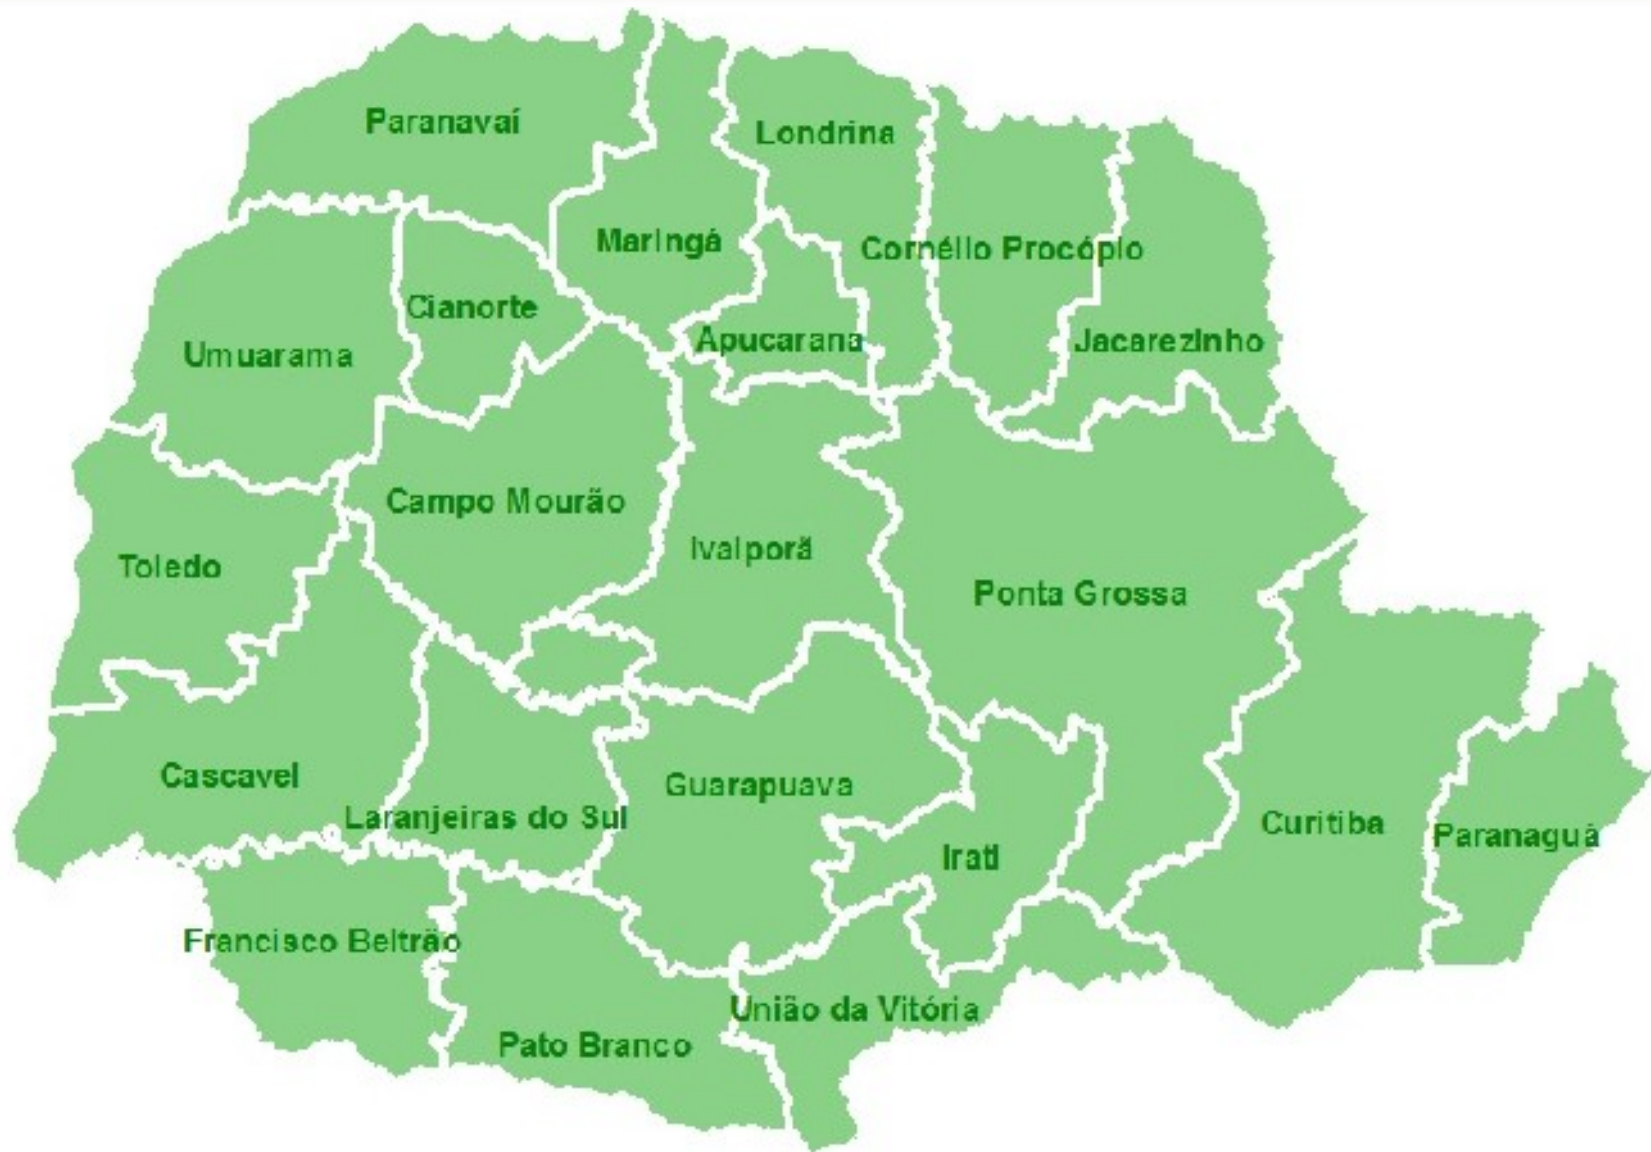 Paranavaí
Londrina
Maringá
Cornélio Procópio
Cianorte
Apucarana
Jacarezinho
Umuarama
Campo Mourão
Ivaiporã
Toledo
Ponta Grossa
Cascavel
Guarapuava
Laranjeiras do Sul
Curitiba
Paranaguá
Irati
Francisco Beltrão
União da Vitória
Pato Branco